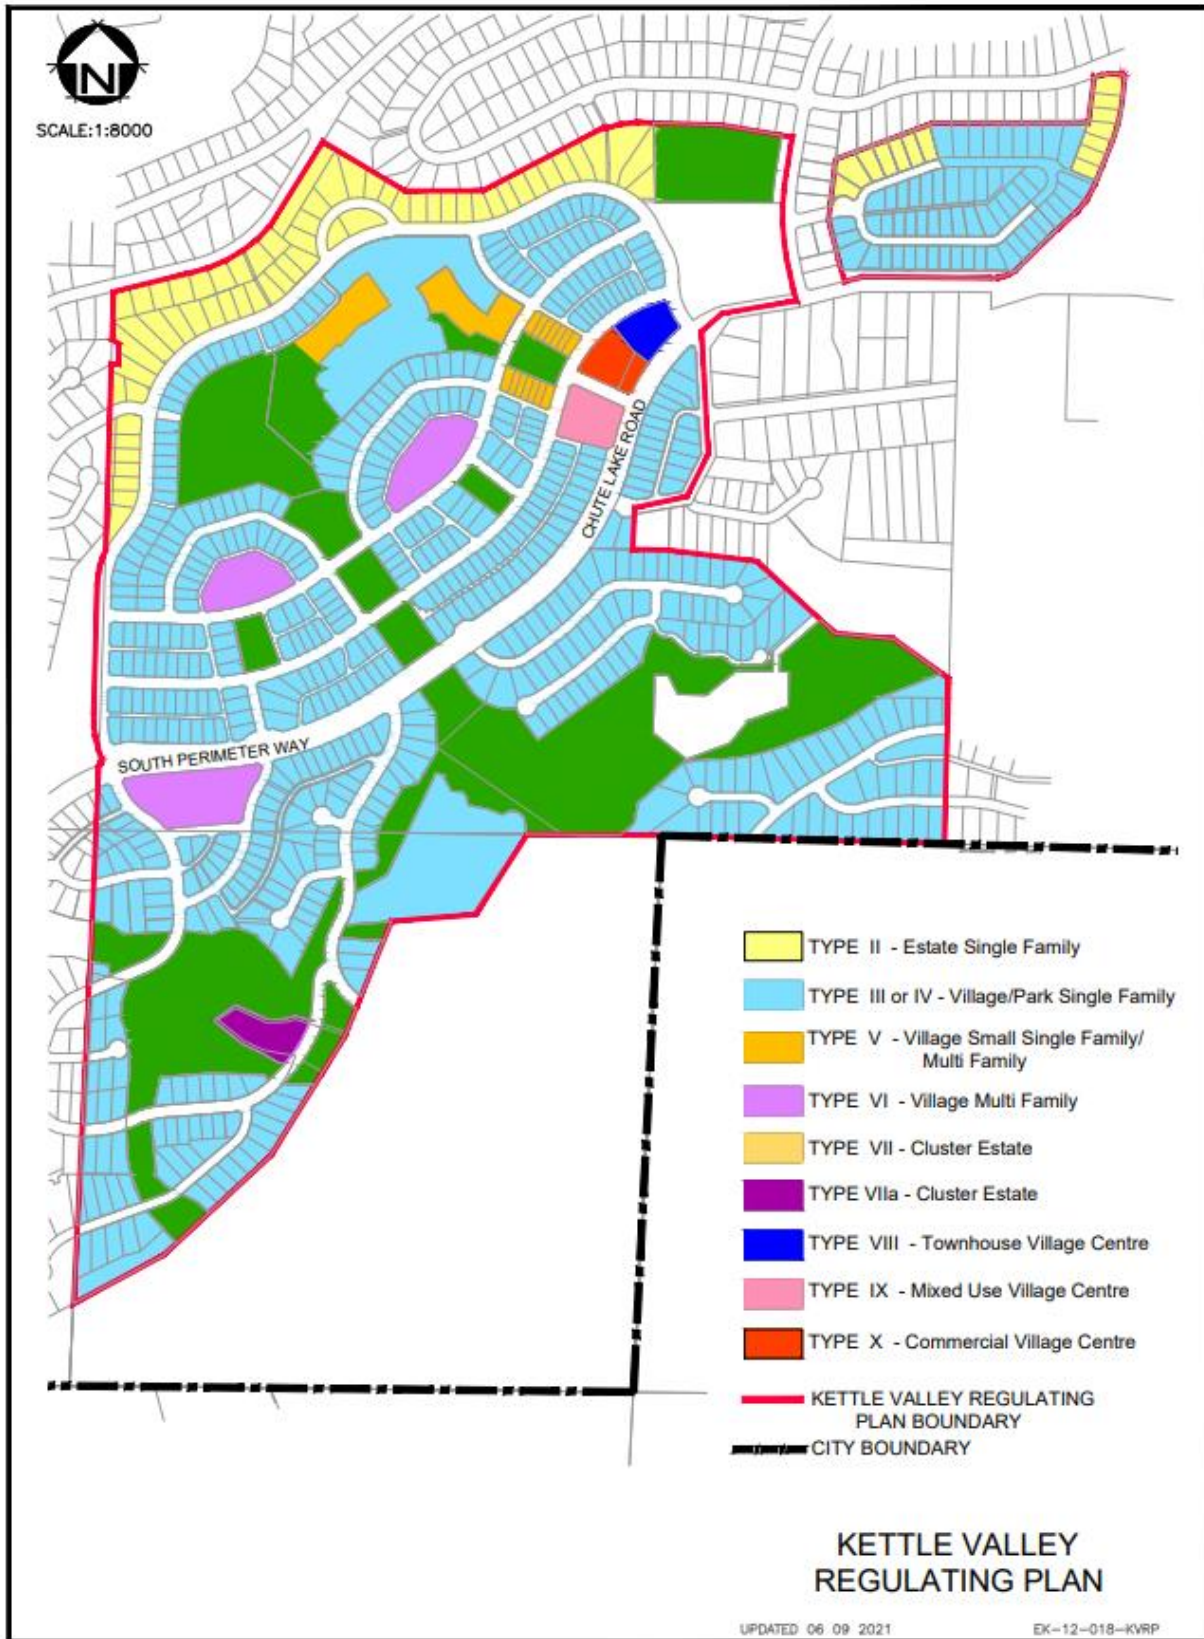 N
SCALE:1:8000
CHUTE LAKE ROAD
SOUTH PERIMETER WAY
TYPE II - Estate Single Family
TYPE III or IV - Village/Park Single Family
TYPE V - Village Small Single Family/
Multi Family
TYPE VI - Village Multi Family
TYPE VII - Cluster Estate
TYPE VIIa - Cluster Estate
TYPE VIII - Townhouse Village Centre
TYPE IX - Mixed Use Village Centre
TYPE X - Commercial Village Centre
KETTLE VALLEY REGULATING
PLAN BOUNDARY
CITY BOUNDARY
KETTLE VALLEY
REGULATING PLAN
UPDATED 06 09 2021 EK-12-018-KVRP